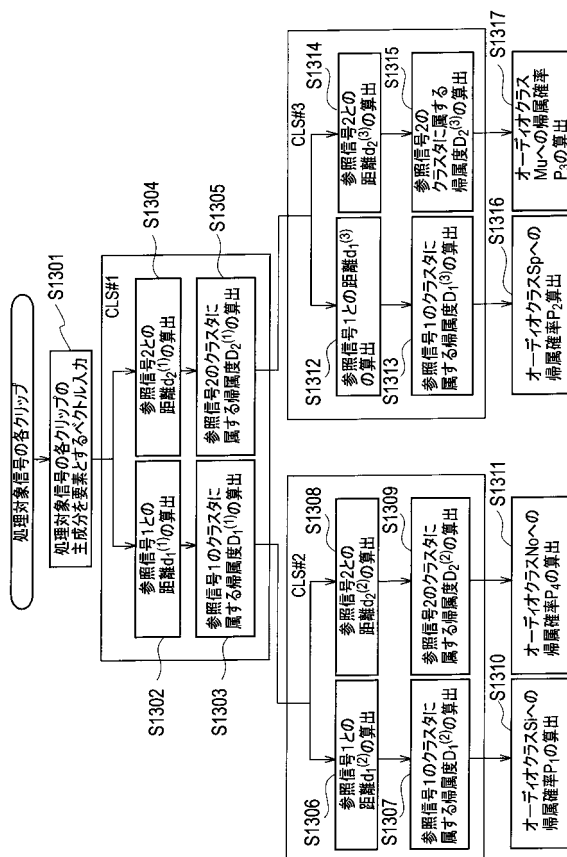 処理対象信号の各クリップ
S1301
処理対象信号の各クリップの
主成分を要素とするベクトル入力
CLS#1
S1302
参照信号1との
距離d₁⁽¹⁾の算出
S1304
参照信号2との
距離d₂⁽¹⁾の算出
S1303
参照信号1のクラスタに
属する帰属度D₁⁽¹⁾の算出
S1305
参照信号2のクラスタに
属する帰属度D₂⁽¹⁾の算出
CLS#2
S1306
参照信号1との
距離d₁⁽²⁾の算出
S1308
参照信号2との
距離d₂⁽²⁾の算出
S1307
参照信号1のクラスタに
属する帰属度D₁⁽²⁾の算出
S1309
参照信号2のクラスタに
属する帰属度D₂⁽²⁾の算出
S1310
オーディオクラスSiへの
帰属確率P₁の算出
S1311
オーディオクラスNoへの
帰属確率P₄の算出
CLS#3
S1312
参照信号1との距離d₁⁽³⁾
の算出
S1314
参照信号2との
距離d₂⁽³⁾の算出
S1313
参照信号1のクラスタに
属する帰属度D₁⁽³⁾の算出
S1315
参照信号2の
クラスタに属する
帰属度D₂⁽³⁾の算出
S1316
オーディオクラスSpへの
帰属確率P₂算出
S1317
オーディオクラス
Muへの帰属確率
P₃の算出